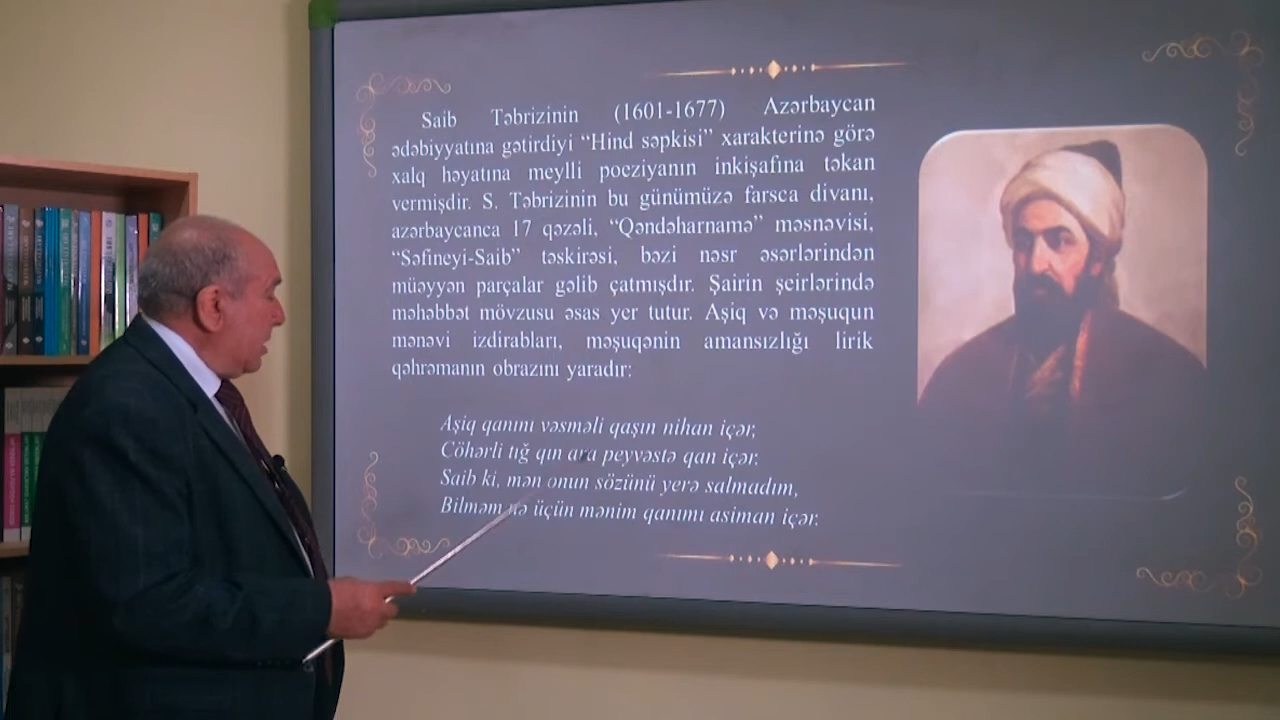 Saib Təbrizinin (1601-1677) Azərbaycan
ədəbiyyatına gətirdiyi “Hind səpkisi” xarakterinə görə
xalq həyatına meylli poeziyanın inkişafına təkan
vermişdir. S. Təbrizinin bu günümüzə farsca divanı,
azərbaycanca 17 qəzəli, “Qəndəharnamə” məsnəvisi,
“Səfineyi-Saib” təskirəsi, bəzi nəsr əsərlərindən
müəyyən parçalar gəlib çatmışdır. Şairin şeirlərində
məhəbbət mövzusu əsas yer tutur. Aşiq və məşuqun
mənəvi izdirabları, məşuqənin amansızlığı lirik
qəhrəmanın obrazını yaradır:
Aşiq qanını vəsməli qaşın nihan içər,
Cöhərli tığ qın ara peyvəstə qan içər.
Saib ki, mən onun sözünü yerə salmadım,
Bilməm nə üçün mənim qanımı asiman içər.